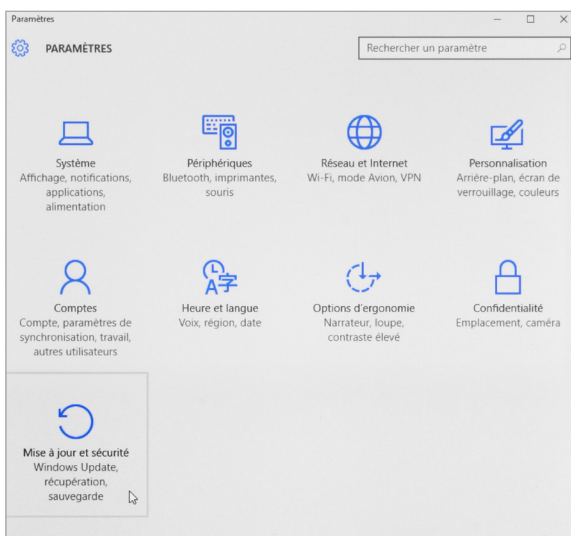 Paramètres
PARAMÈTRES
Rechercher un paramètre
Système
Affichage, notifications,
applications,
alimentation
Périphériques
Bluetooth, imprimantes,
souris
Réseau et Internet
Wi-Fi, mode Avion, VPN
Personnalisation
Arrière-plan, écran de
verrouillage, couleurs
Comptes
Compte, paramètres de
synchronisation, travail,
autres utilisateurs
A字
Heure et langue
Voix, région, date
Options d'ergonomie
Narrateur, loupe,
contraste élevé
Confidentialité
Emplacement, caméra
Mise à jour et sécurité
Windows Update,
récupération,
sauvegarde